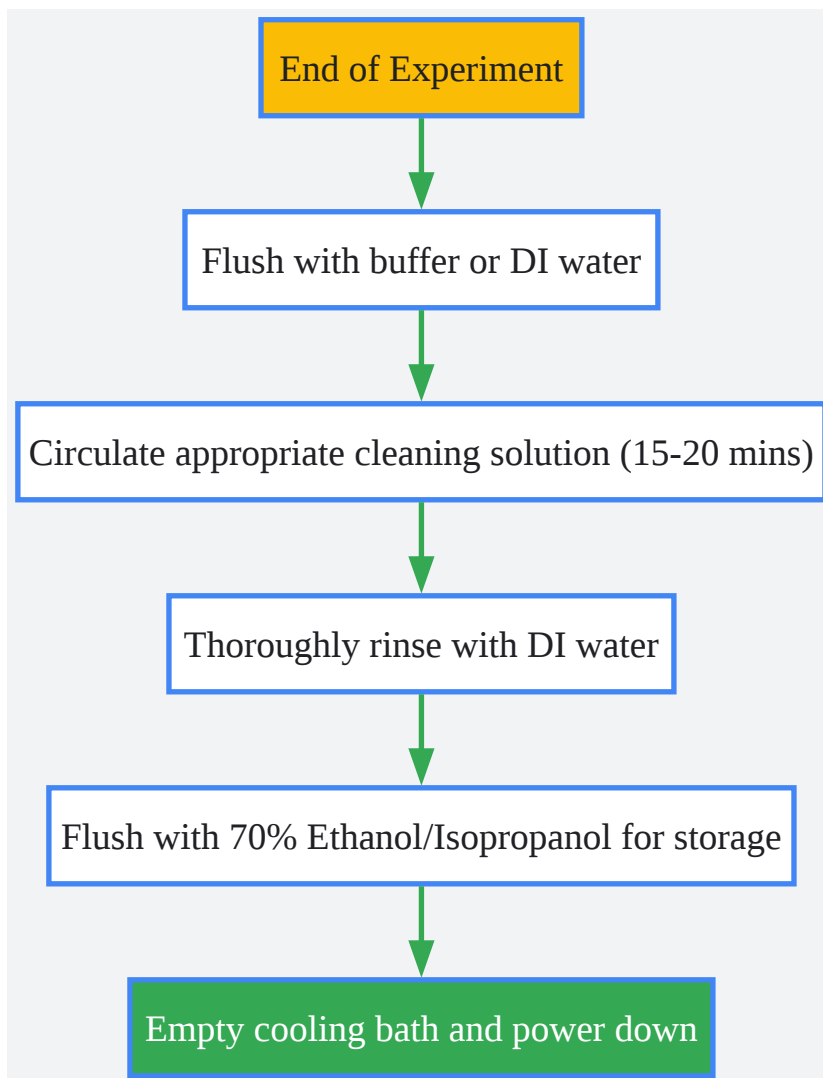 End of Experiment
Flush with buffer or DI water
Circulate appropriate cleaning solution (15-20 mins)
Thoroughly rinse with DI water
Flush with 70% Ethanol/Isopropanol for storage
Empty cooling bath and power down